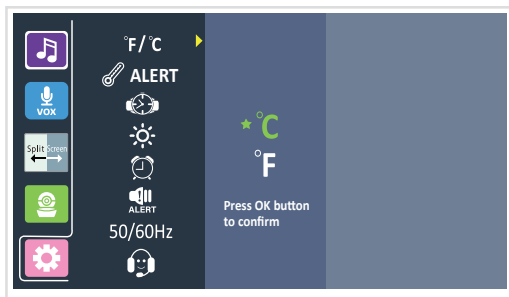 VOX
Split Screen
°F/°C
ALERT
ALERT
50/60Hz
°C
°F
Press OK button
to confirm